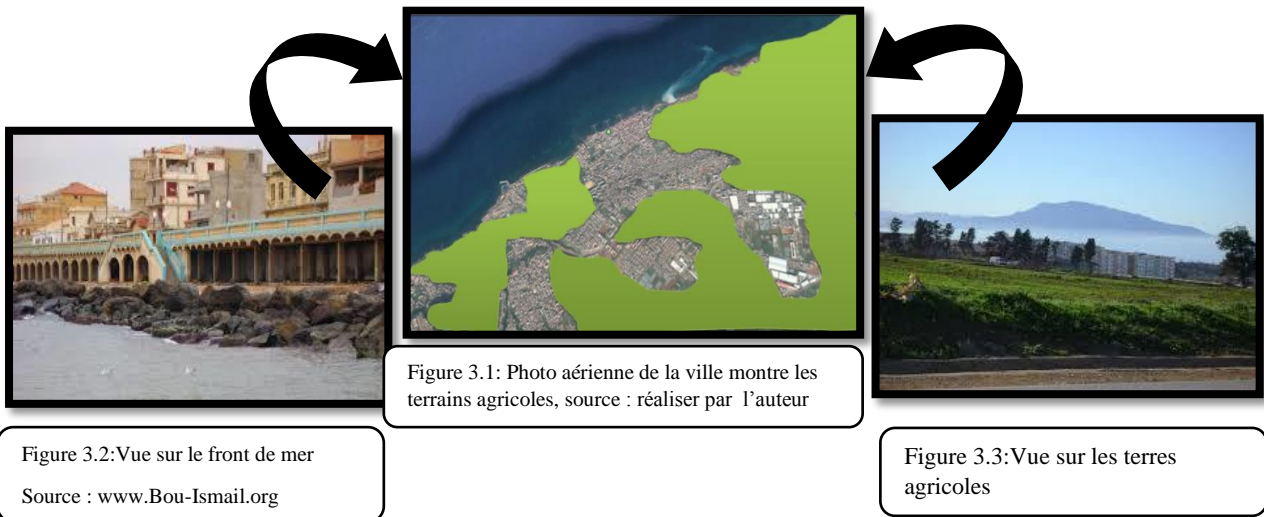 Figure 3.1: Photo aérienne de la ville montre les
terrains agricoles, source : réaliser par l’auteur
Figure 3.2:Vue sur le front de mer
Source : www.Bou-Ismail.org
Figure 3.3:Vue sur les terres
agricoles